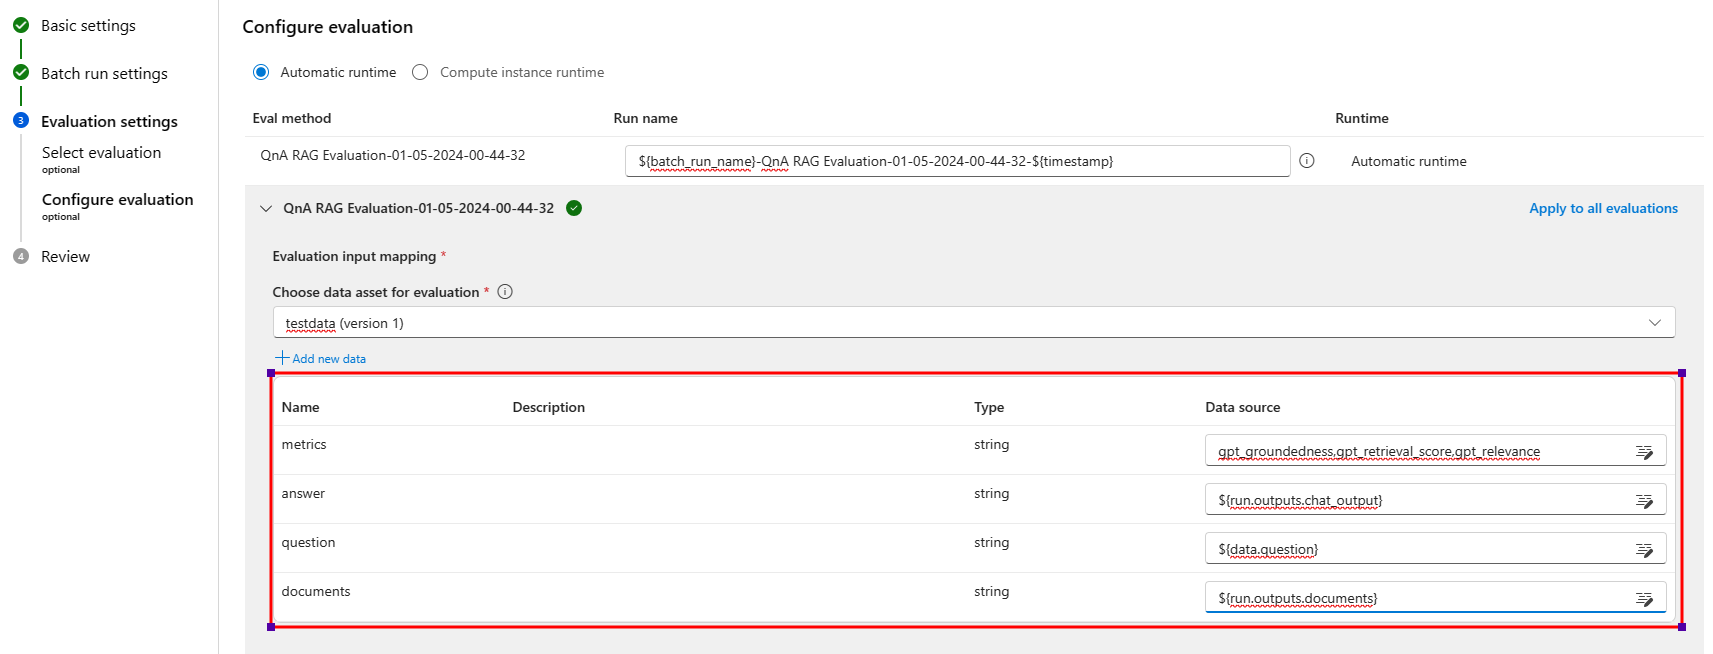 Basic settings
Batch run settings
3 Evaluation settings
Select evaluation
optional
Configure evaluation
optional
4 Review
Configure evaluation
Automatic runtime Compute instance runtime
Eval method Run name Runtime
QnA RAG Evaluation-01-05-2024-00-44-32 ${batch_run_name}-QnA RAG Evaluation-01-05-2024-00-44-32-${timestamp} Automatic runtime
QnA RAG Evaluation-01-05-2024-00-44-32 Apply to all evaluations
Evaluation input mapping *
Choose data asset for evaluation *
testdata (version 1)
Add new data
Name Description Type Data source
metrics string gpt_groundedness,gpt_retrieval_score,gpt_relevance
answer string ${run.outputs.chat_output}
question string ${data.question}
documents string ${run.outputs.documents}